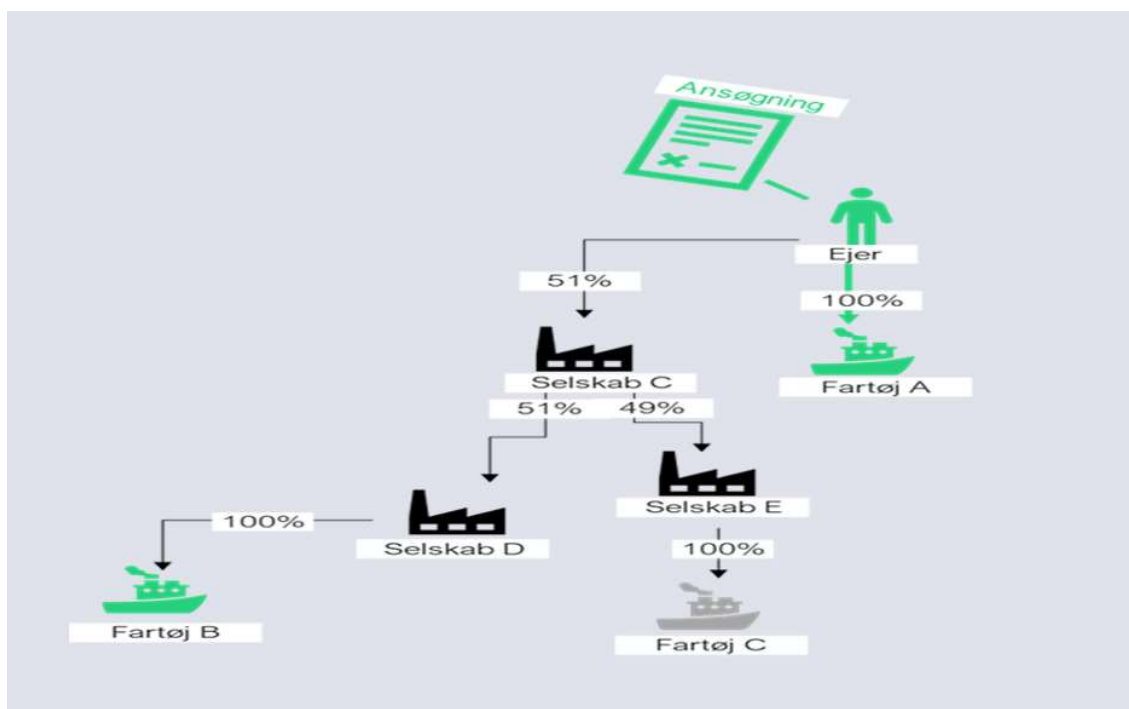 Ansøgning
Ejer
51%
100%
Selskab C
Fartøj A
51%
49%
Selskab E
100%
Selskab D
100%
Fartøj B
Fartøj C